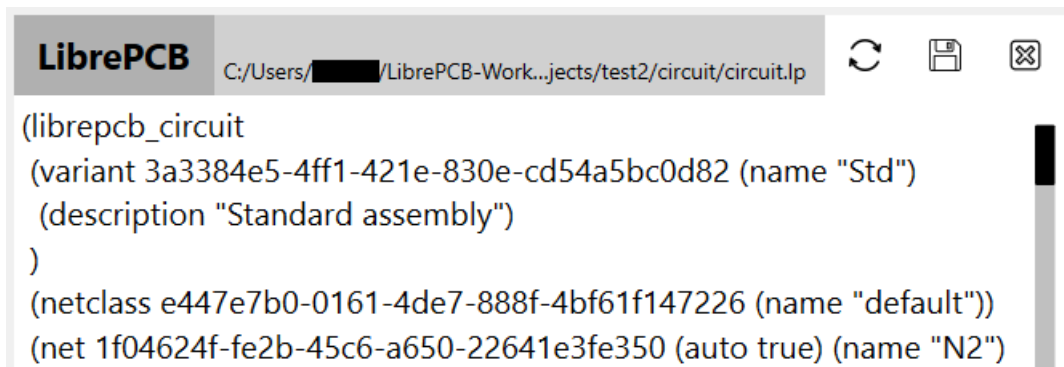 LibrePCB
C:/Users/ /LibrePCB-Work...jects/test2/circuit/circuit.lp
(librepcb_circuit
(variant 3a3384e5-4ff1-421e-830e-cd54a5bc0d82 (name "Std")
(description "Standard assembly")
)
(netclass e447e7b0-0161-4de7-888f-4bf61f147226 (name "default"))
(net 1f04624f-fe2b-45c6-a650-22641e3fe350 (auto true) (name "N2")